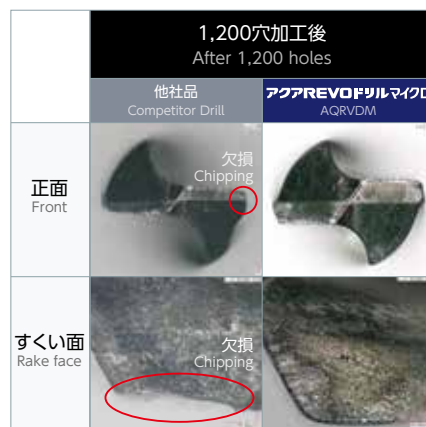 1,200穴加工後
After 1,200 holes
他社品
Competitor Drill
アクアREVOドリルマイクロ
AQRVDM
正面
Front
欠損
Chipping
すくい面
Rake face
欠損
Chipping